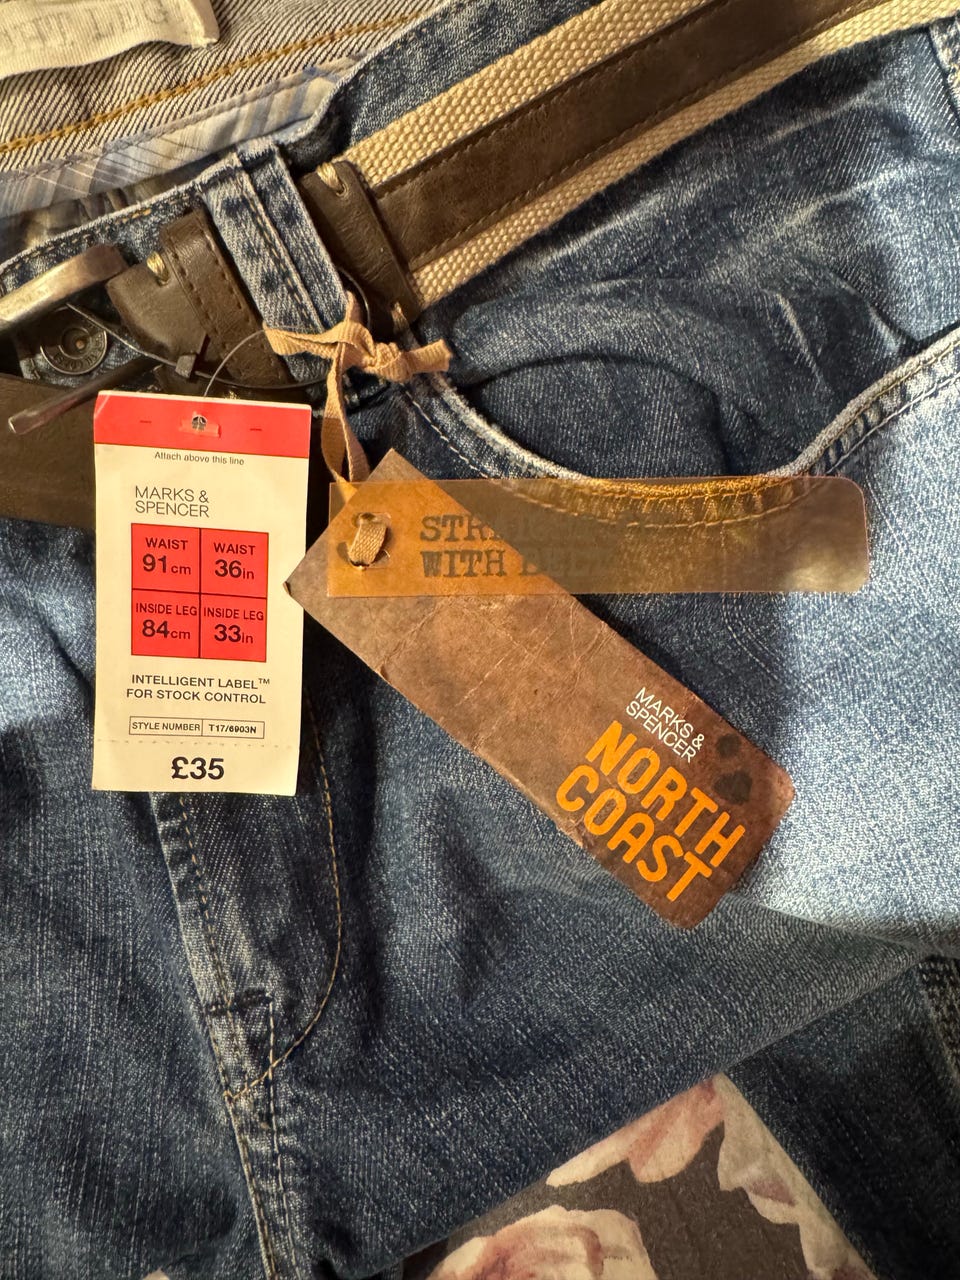 Attach above this line
MARKS &
SPENCER
WAIST
91cm
WAIST
36in
INSIDE LEG
84cm
INSIDE LEG
33in
INTELLIGENT LABEL™
FOR STOCK CONTROL
STYLE NUMBER T17/6903N
£35
WITH
MARKS &
SPENCER
NORTH
COAST